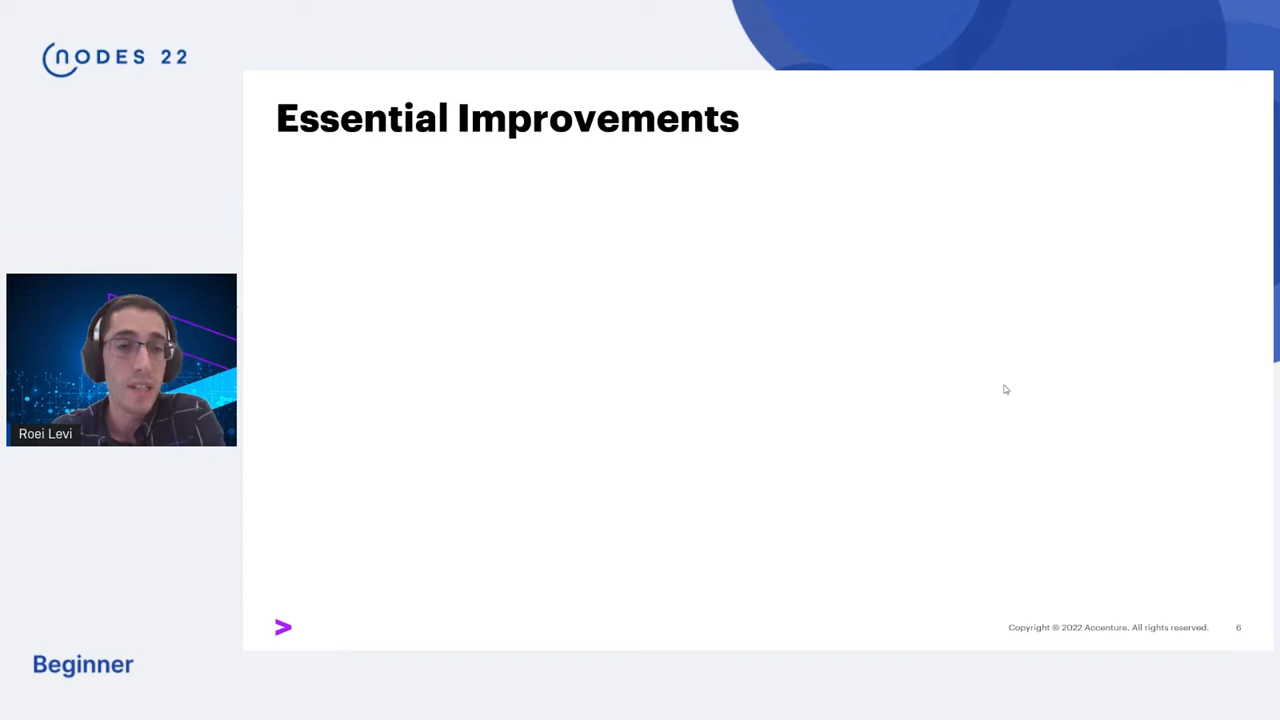 NODES 22
Essential Improvements
Roei Levi
>
Copyright © 2022 Accenture. All rights reserved. 6
Beginner